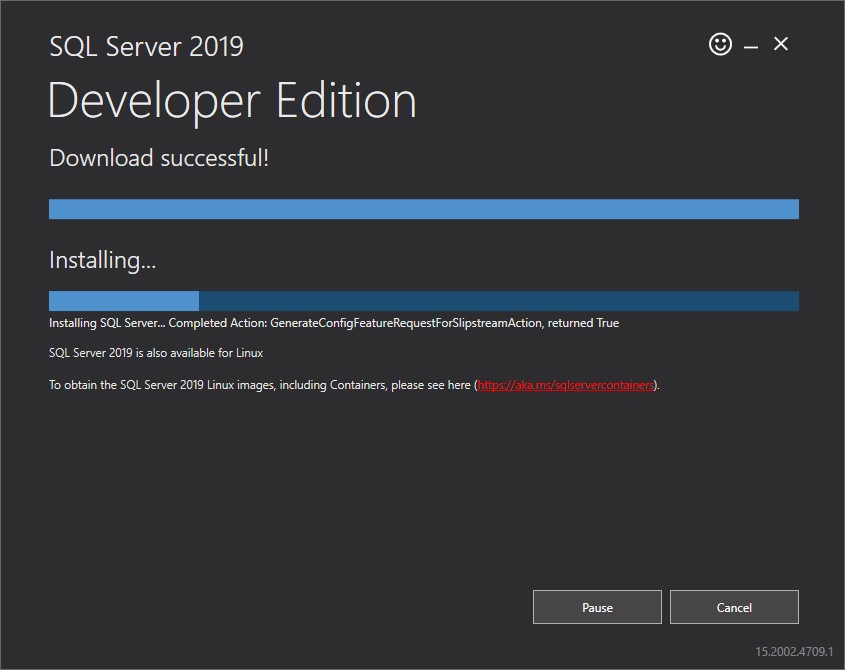 SQL Server 2019
Developer Edition
Download successful!
Installing...
Installing SQL Server... Completed Action: GenerateConfigFeatureRequestForSlipstreamAction, returned True
SQL Server 2019 is also available for Linux
To obtain the SQL Server 2019 Linux images, including Containers, please see here (https://aka.ms/sqlservercontainers).
Pause
Cancel
15.2002.4709.1